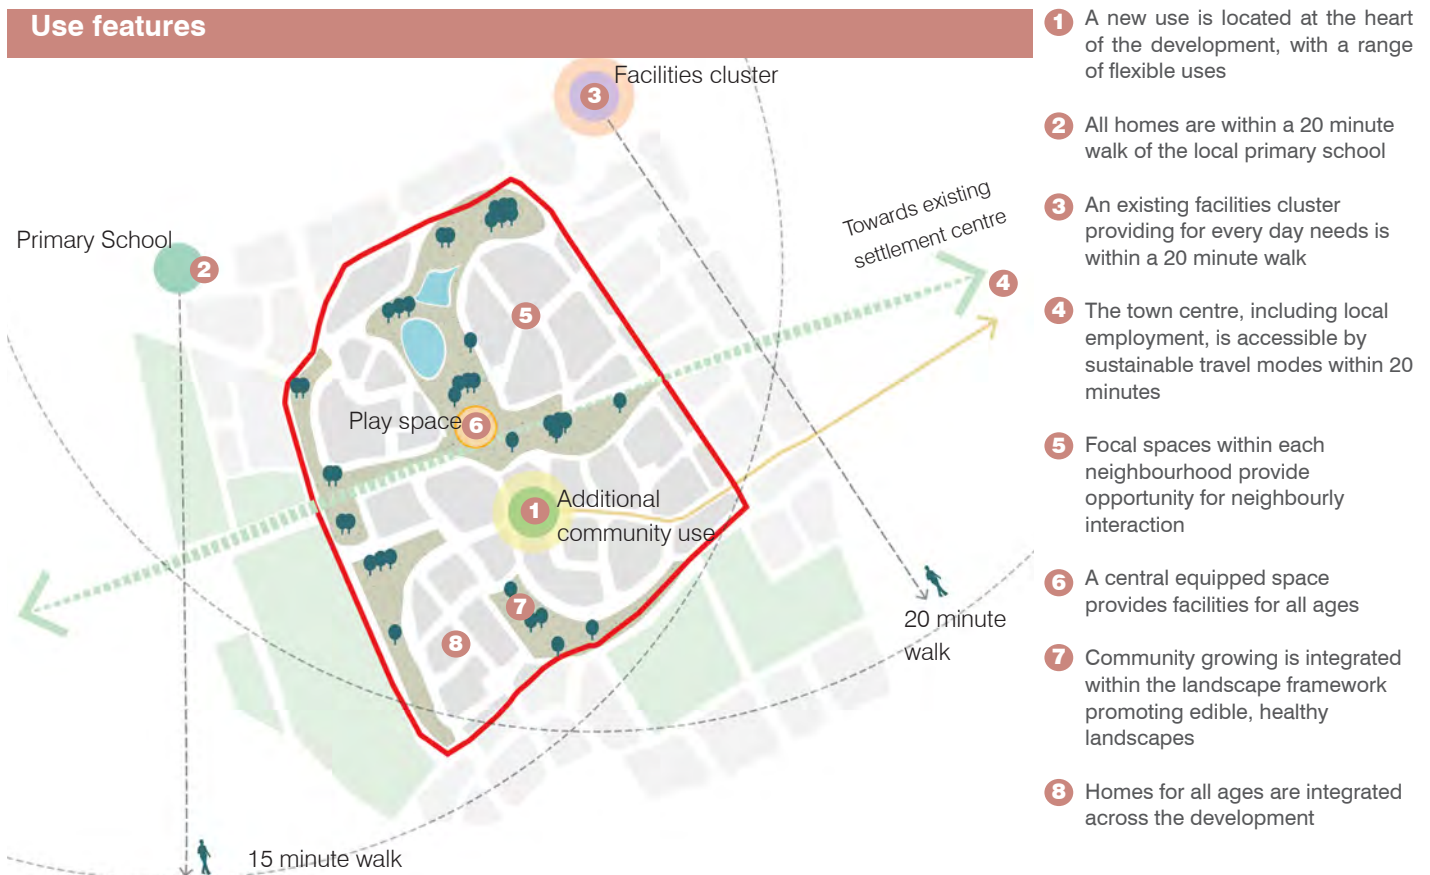 Use features
Facilities cluster
3
Towards existing
settlement centre
Primary School
2
4
5
Play space
6
1
Additional
community use
7
8
20 minute
walk
15 minute walk
1 A new use is located at the heart
of the development, with a range
of flexible uses
2 All homes are within a 20 minute
walk of the local primary school
3 An existing facilities cluster
providing for every day needs is
within a 20 minute walk
4 The town centre, including local
employment, is accessible by
sustainable travel modes within 20
minutes
5 Focal spaces within each
neighbourhood provide
opportunity for neighbourly
interaction
6 A central equipped space
provides facilities for all ages
7 Community growing is integrated
within the landscape framework
promoting edible, healthy
landscapes
8 Homes for all ages are integrated
across the development